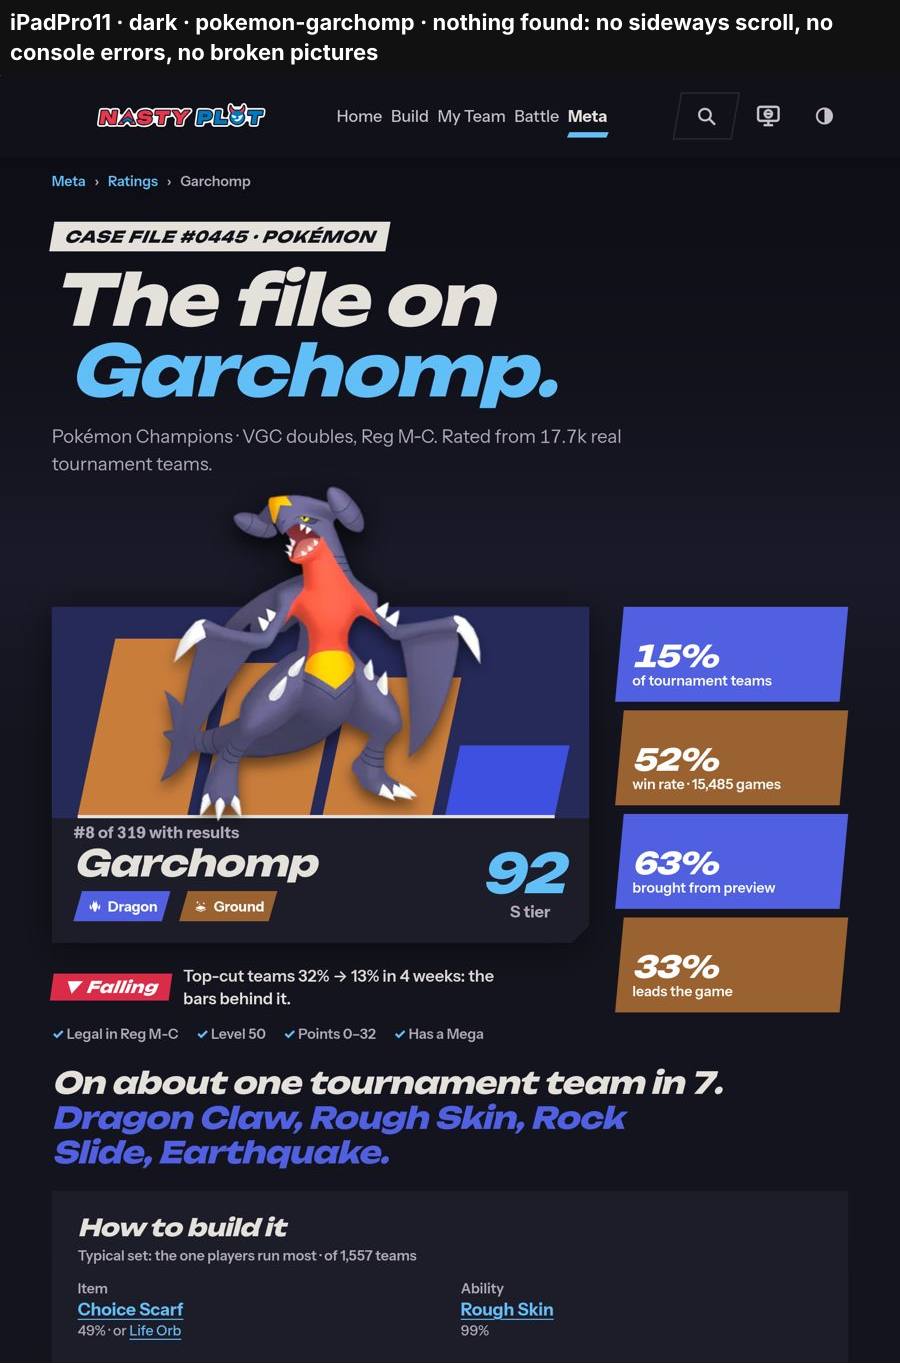 iPadPro11 · dark · pokemon-garchomp · nothing found: no sideways scroll, no
console errors, no broken pictures
NASTY PLOT
Home Build My Team Battle Meta
Meta › Ratings › Garchomp
CASE FILE #0445 · POKÉMON
The file on
Garchomp.
Pokémon Champions · VGC doubles, Reg M-C. Rated from 17.7k real
tournament teams.
15%
of tournament teams
52%
win rate · 15,485 games
63%
brought from preview
33%
leads the game
#8 of 319 with results
Garchomp
Dragon Ground
92
S tier
▼ Falling
Top-cut teams 32% → 13% in 4 weeks: the
bars behind it.
✓ Legal in Reg M-C ✓ Level 50 ✓ Points 0–32 ✓ Has a Mega
On about one tournament team in 7.
Dragon Claw, Rough Skin, Rock
Slide, Earthquake.
How to build it
Typical set: the one players run most · of 1,557 teams
Item
Choice Scarf
49% · or Life Orb
Ability
Rough Skin
99%